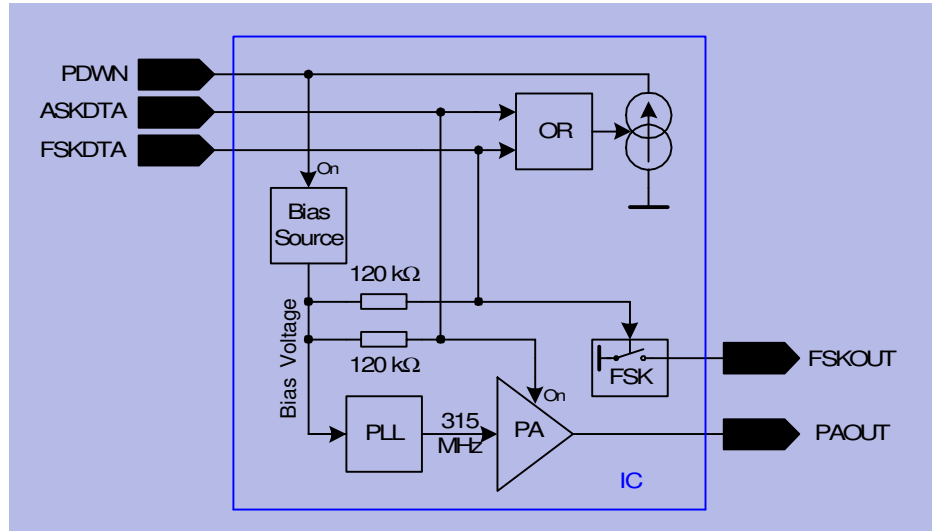 PDWN
ASKDTA
FSKDTA
OR
On
Bias
Source
120 kΩ
120 kΩ
Bias Voltage
FSK
FSKOUT
On
PLL
315
MHz
PA
PAOUT
IC